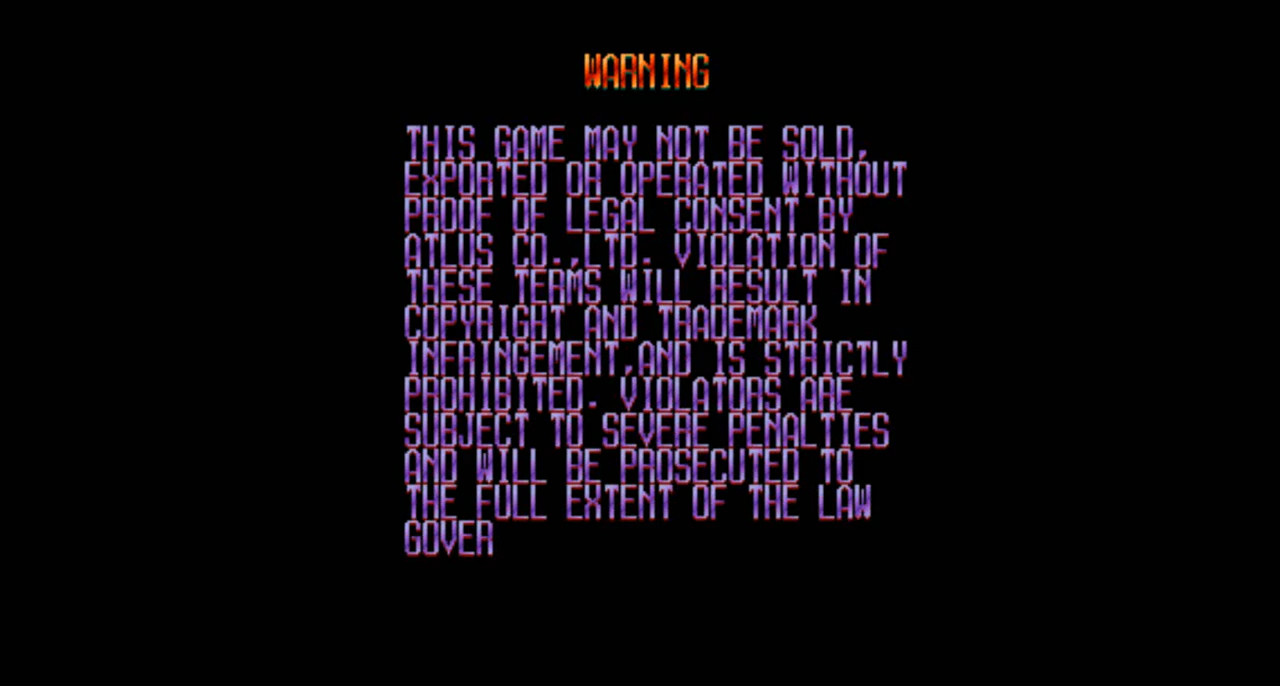 WARNING
THIS GAME MAY NOT BE SOLD,
EXPORTED OR OPERATED WITHOUT
PROOF OF LEGAL CONSENT BY
ATLUS CO.,LTD. VIOLATION OF
THESE TERMS WILL RESULT IN
COPYRIGHT AND TRADEMARK
INFRINGEMENT,AND IS STRICTLY
PROHIBITED. VIOLATORS ARE
SUBJECT TO SEVERE PENALTIES
AND WILL BE PROSECUTED TO
THE FULL EXTENT OF THE LAW
GOVER